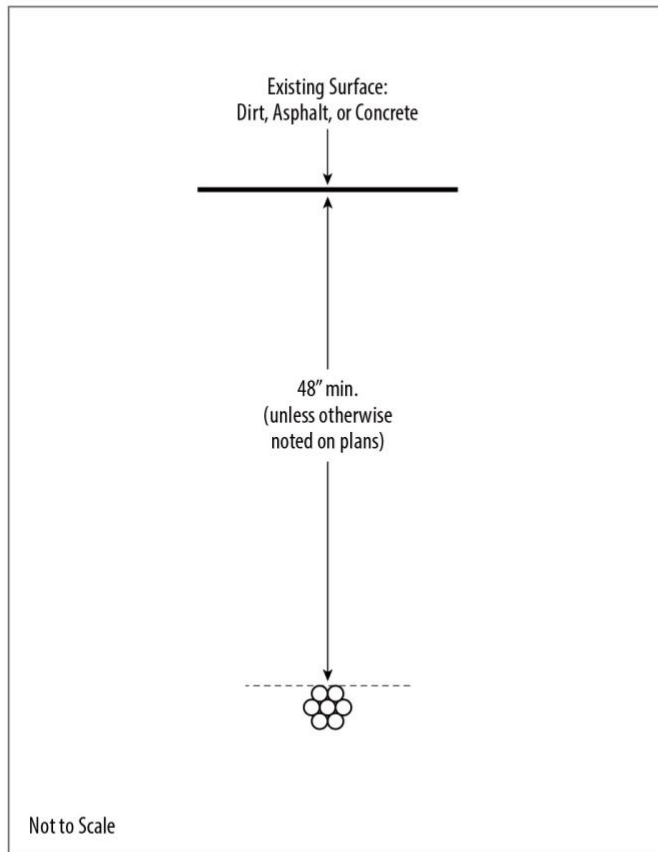 Existing Surface:
Dirt, Asphalt, or Concrete
48” min.
(unless otherwise
noted on plans)
Not to Scale